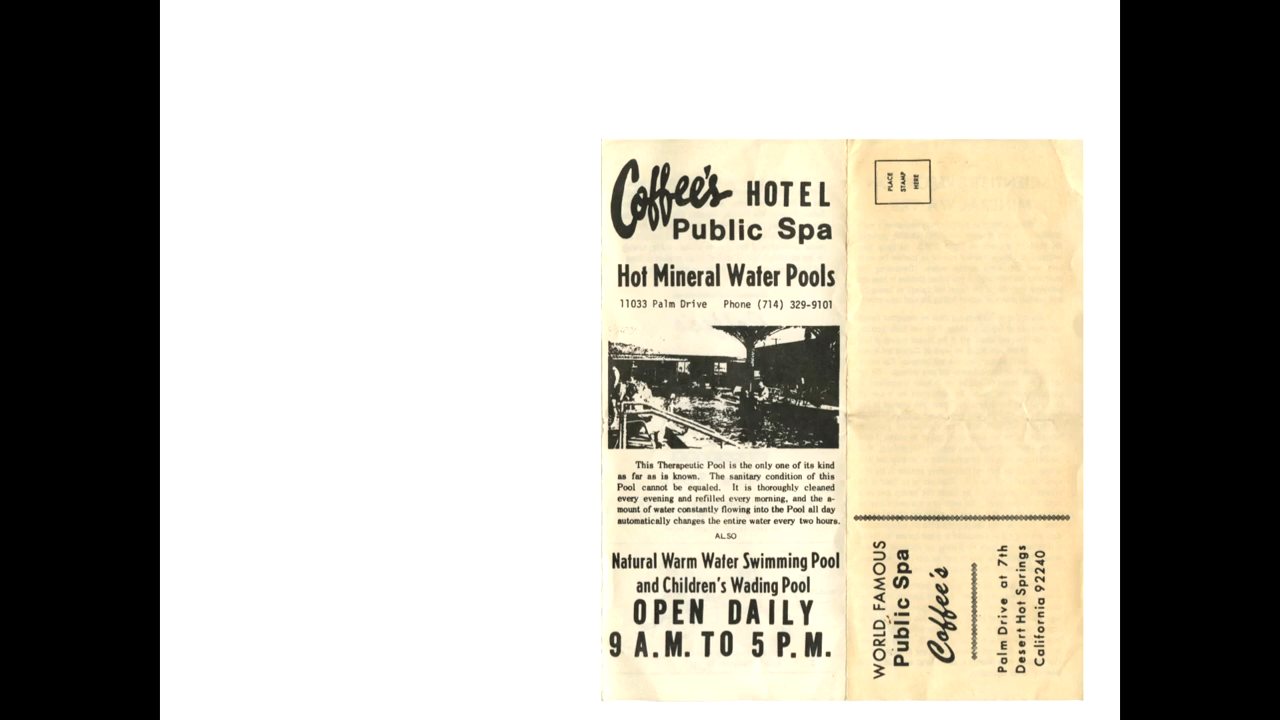 Coffee's HOTEL
Public Spa
Hot Mineral Water Pools
11033 Palm Drive Phone (714) 329-9101
This Therapeutic Pool is the only one of its kind
as far as is known. The sanitary condition of this
Pool cannot be equaled. It is thoroughly cleaned
every evening and refilled every morning, and the a-
mount of water constantly flowing into the Pool all day
automatically changes the entire water every two hours.
ALSO
Natural Warm Water Swimming Pool
and Children's Wading Pool
OPEN DAILY
9 A.M. TO 5 P.M.
PLACE
STAMP
HERE
WORLD FAMOUS
Public Spa
Coffee's
Palm Drive at 7th
Desert Hot Springs
California 92240